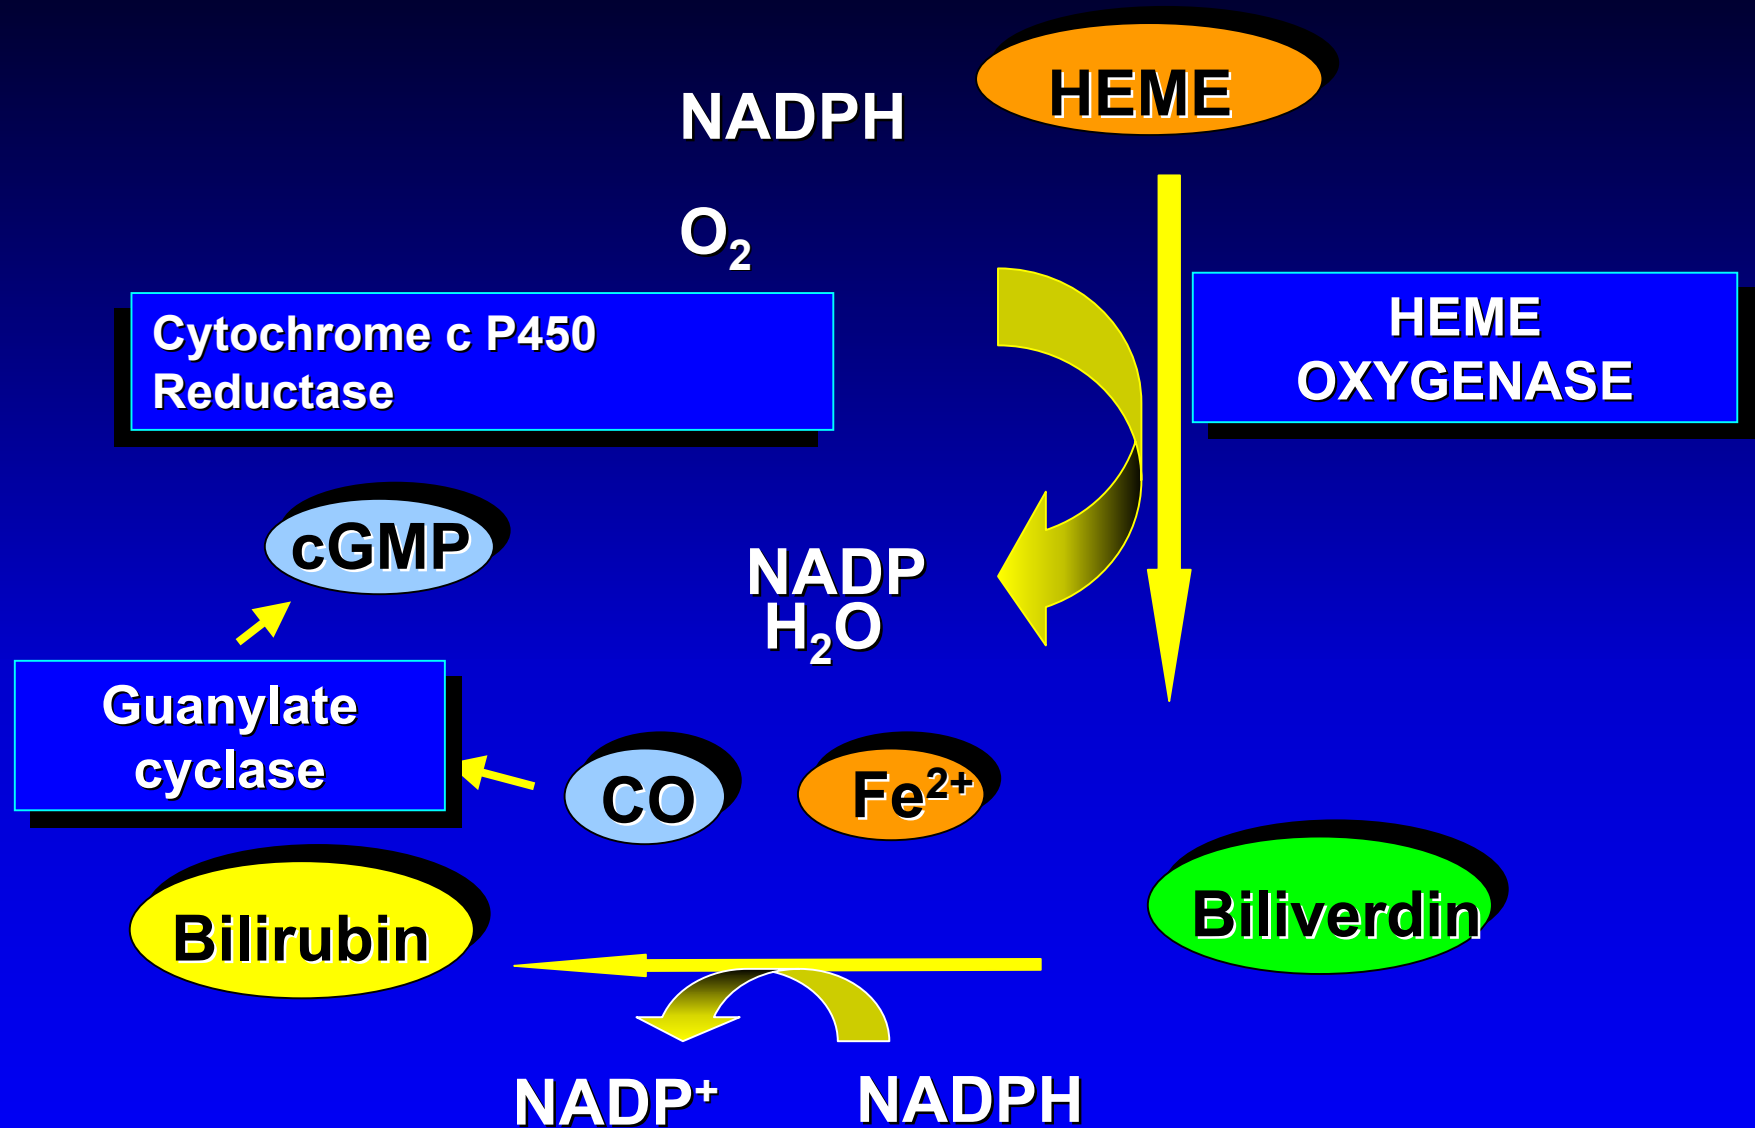 HEME
NADPH
O₂
Cytochrome c P450
Reductase
HEME
OXYGENASE
cGMP
NADP
H₂O
Guanylate
cyclase
CO
Fe²⁺
Biliverdin
Bilirubin
NADP⁺
NADPH